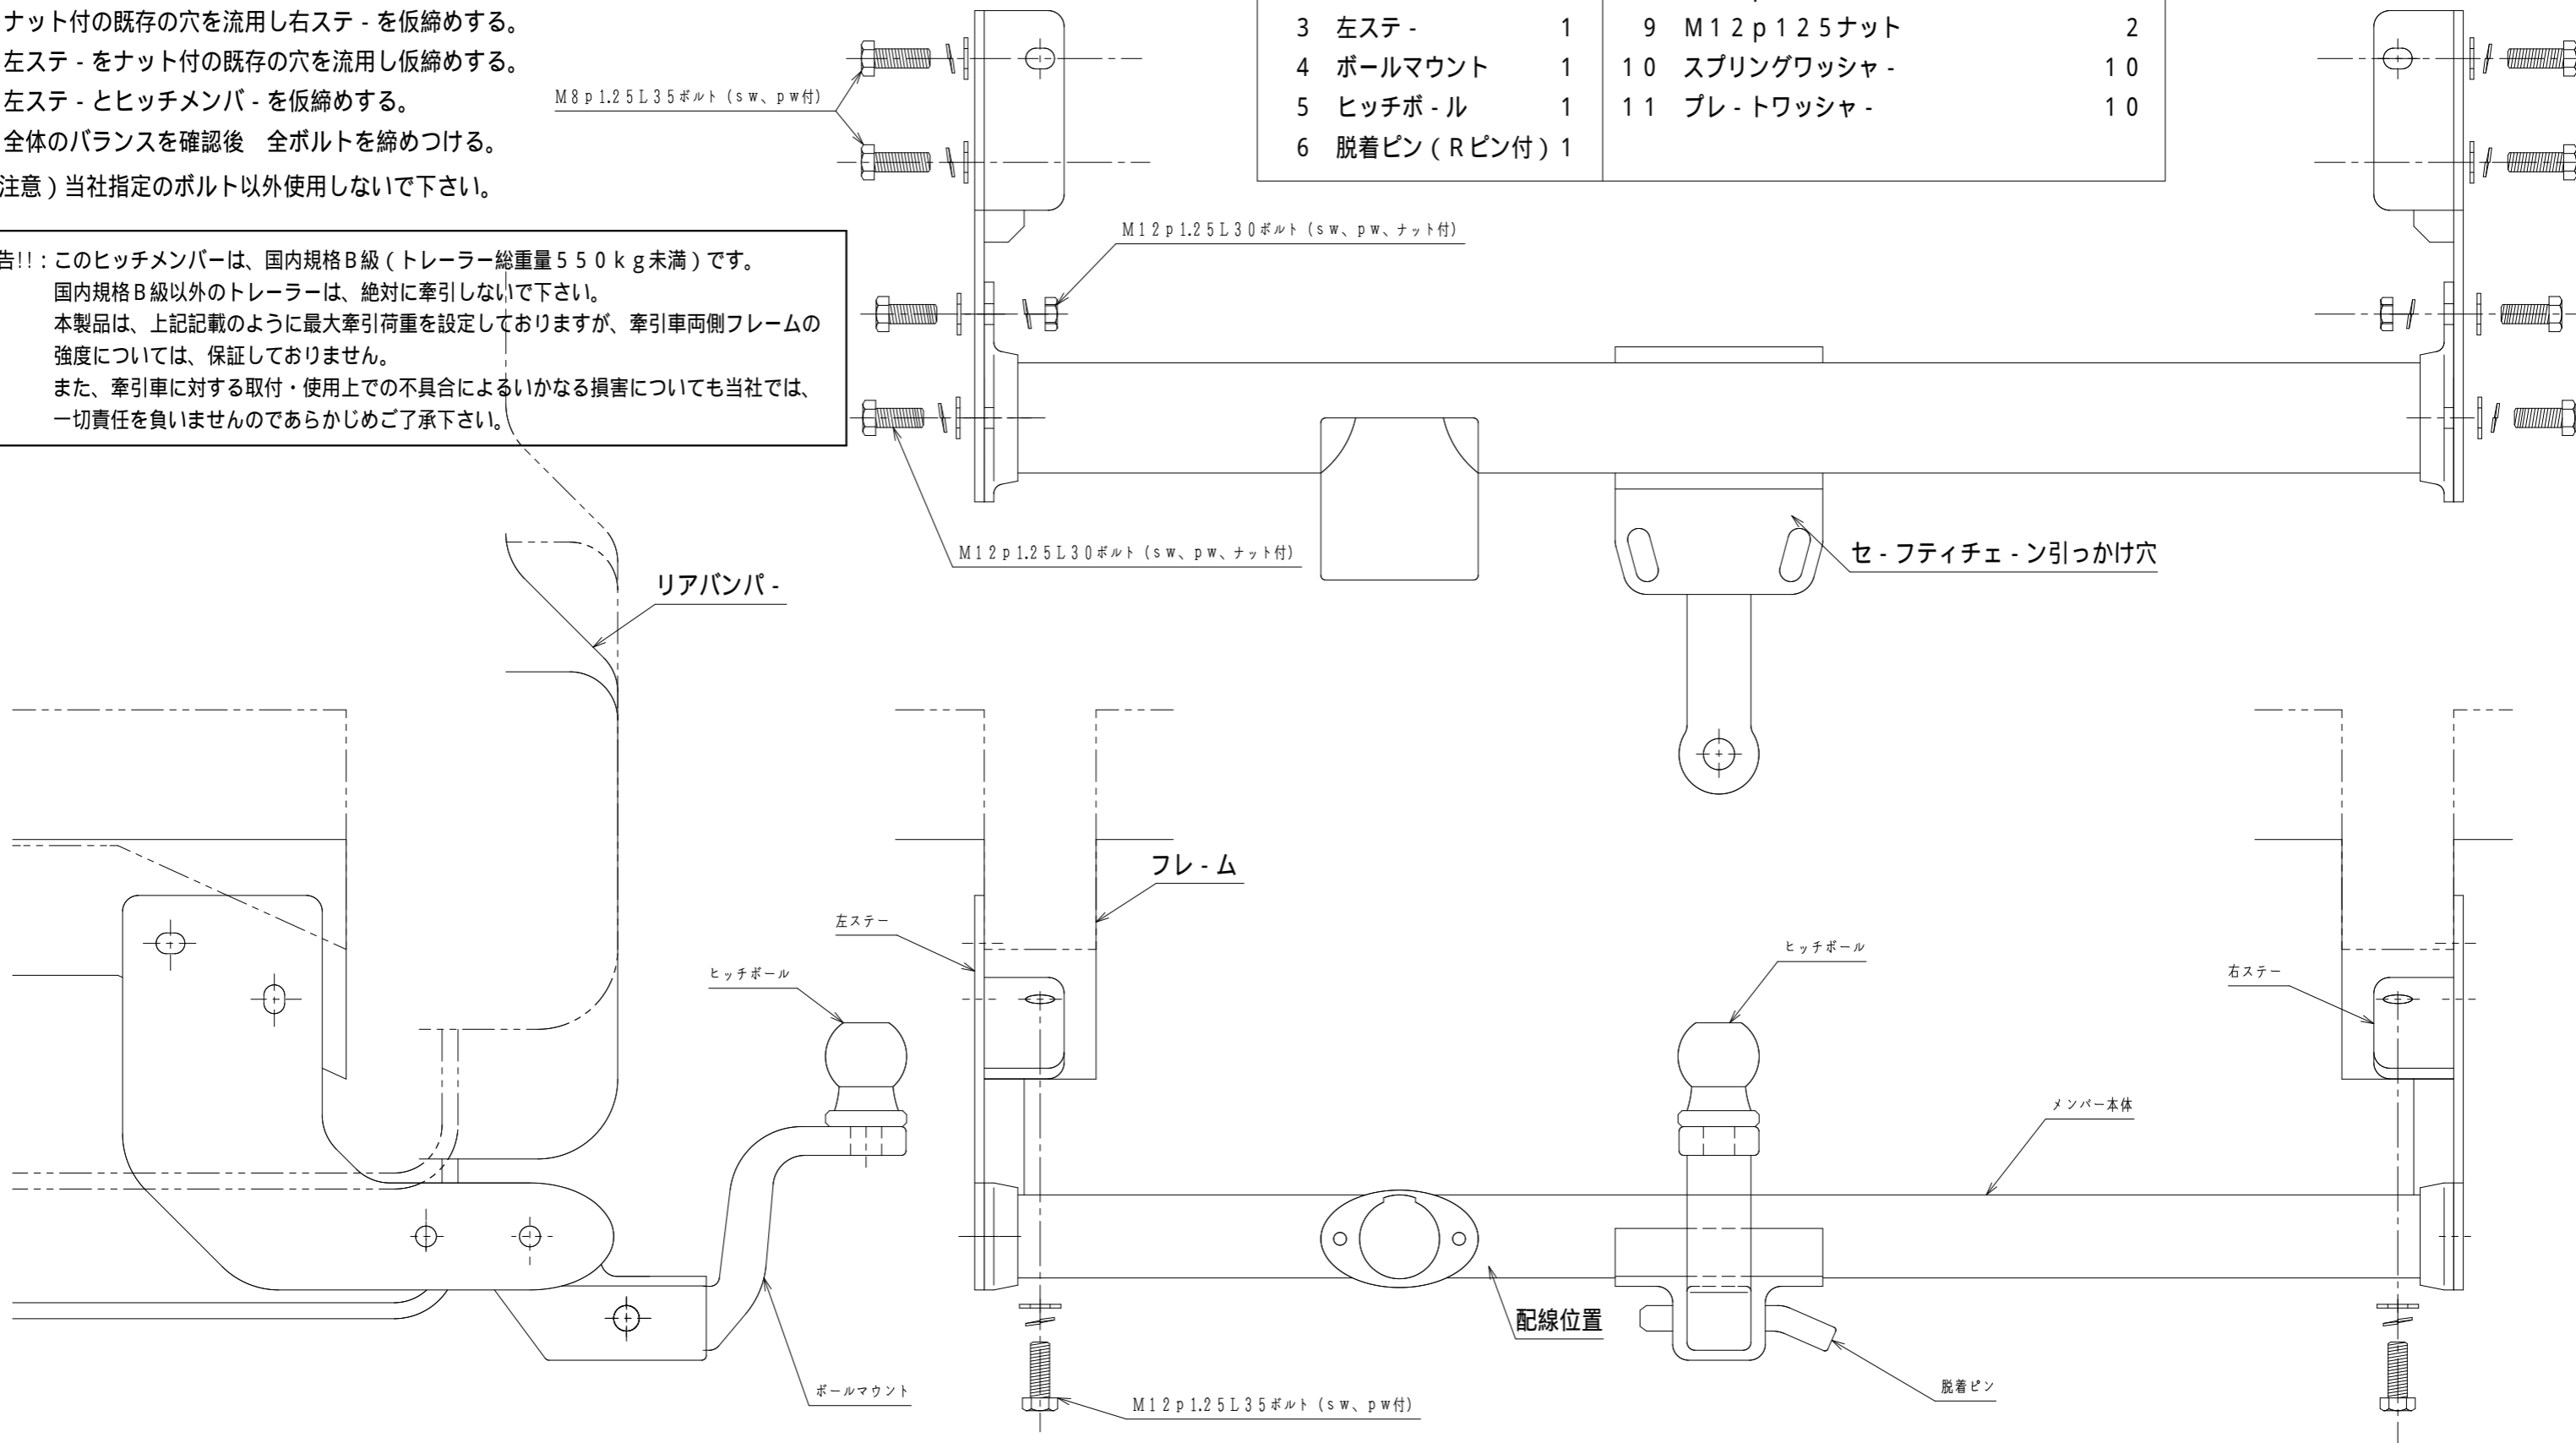 ナット付の既存の穴を流用し右ステ - を仮締めする。
左ステ - をナット付の既存の穴を流用し仮締めする。
左ステ - とヒッチメンバ - を仮締めする。
全体のバランスを確認後　全ボルトを締めつける。
注意）当社指定のボルト以外使用しないで下さい。
告!!：このヒッチメンバーは、国内規格Ｂ級（トレーラー総重量５５０ｋｇ未満）です。
国内規格Ｂ級以外のトレーラーは、絶対に牽引しないで下さい。
本製品は、上記記載のように最大牽引荷重を設定しておりますが、牽引車両側フレームの
強度については、保証しておりません。
また、牽引車に対する取付・使用上での不具合によるいかなる損害についても当社では、
一切責任を負いませんのであらかじめご了承下さい。
3 左ステ - 1
4 ボールマウント 1
5 ヒッチボ - ル 1
6 脱着ピン（Ｒピン付）1
9 Ｍ１２ｐ１２５ナット 2
１０ スプリングワッシャ - １０
１１ プレ - トワッシャ - １０
Ｍ８ｐ1.25Ｌ35ボルト（ｓｗ、ｐｗ付）
Ｍ１２ｐ1.25Ｌ30ボルト（ｓｗ、ｐｗ、ナット付）
Ｍ１２ｐ1.25Ｌ30ボルト（ｓｗ、ｐｗ、ナット付）
セ - フティチェ - ン引っかけ穴
リアバンパ -
フレ - ム
左ステー
ヒッチボール
ヒッチボール
右ステー
メンバー本体
配線位置
脱着ピン
ボールマウント
Ｍ１２ｐ1.25Ｌ35ボルト（ｓｗ、ｐｗ付）